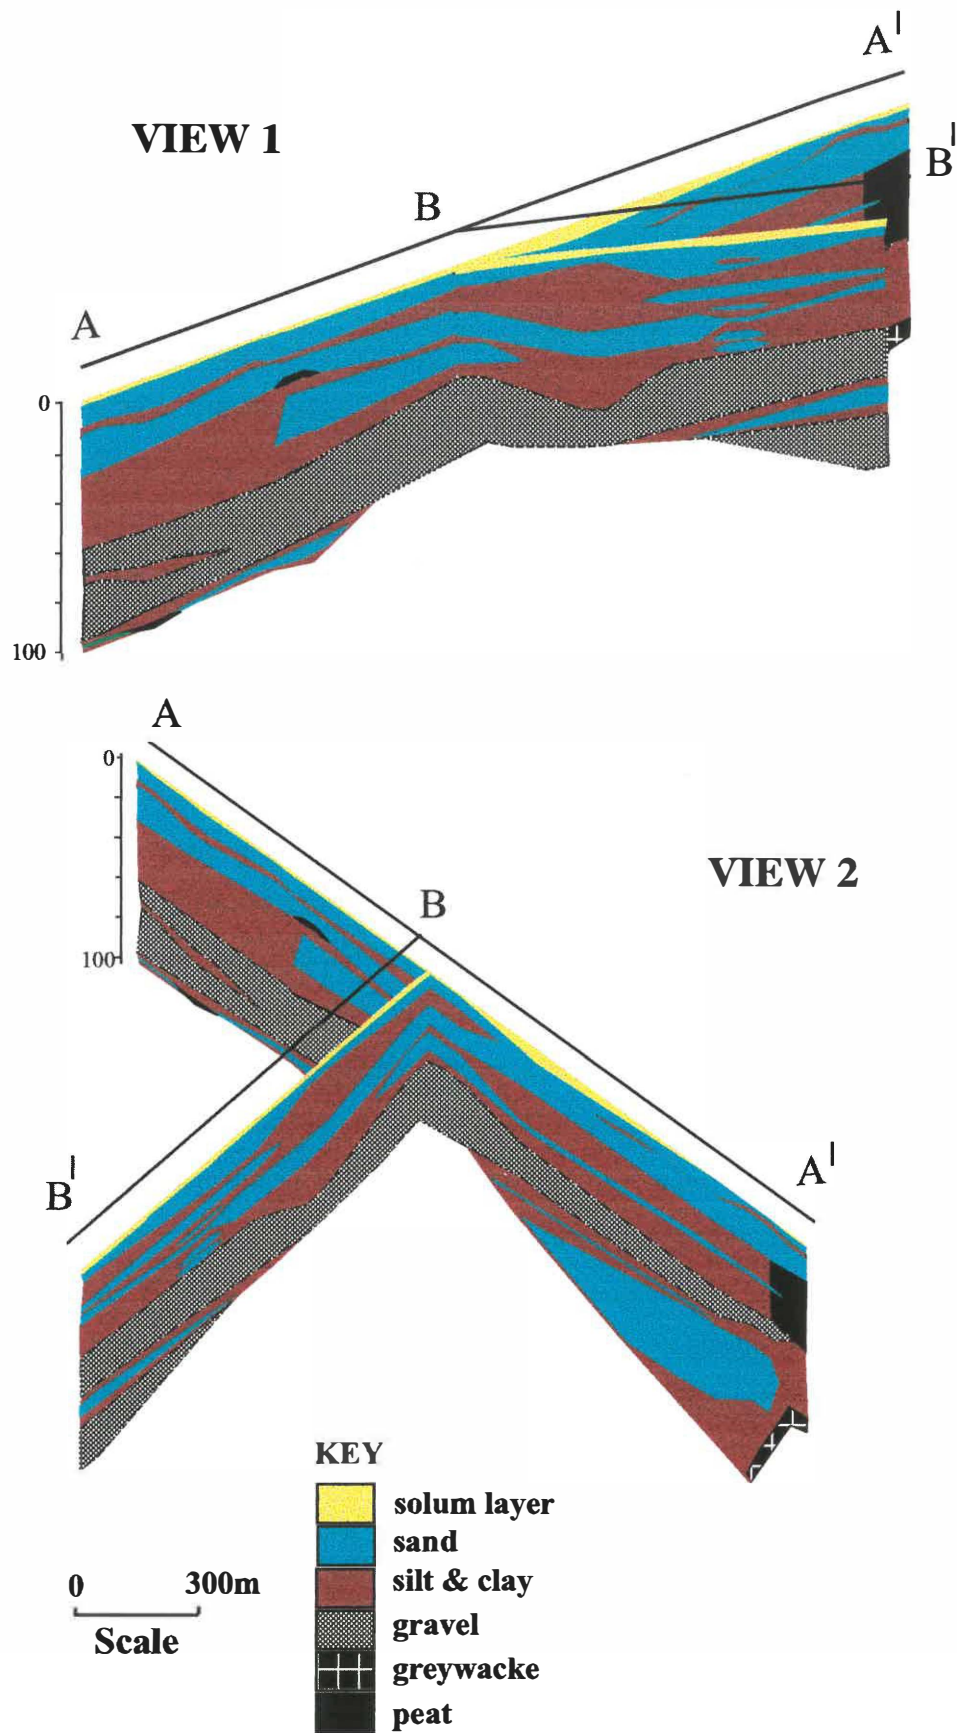 A|
VIEW 1
B|
B
A
0
100
A
0
VIEW 2
B
100
A|
B|
KEY
solum layer
sand
0 300m
silt & clay
gravel
Scale
greywacke
peat